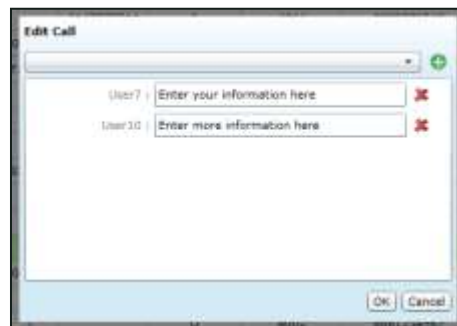 Edit Call
User7 : Enter your information here
User10 : Enter more information here
OK Cancel